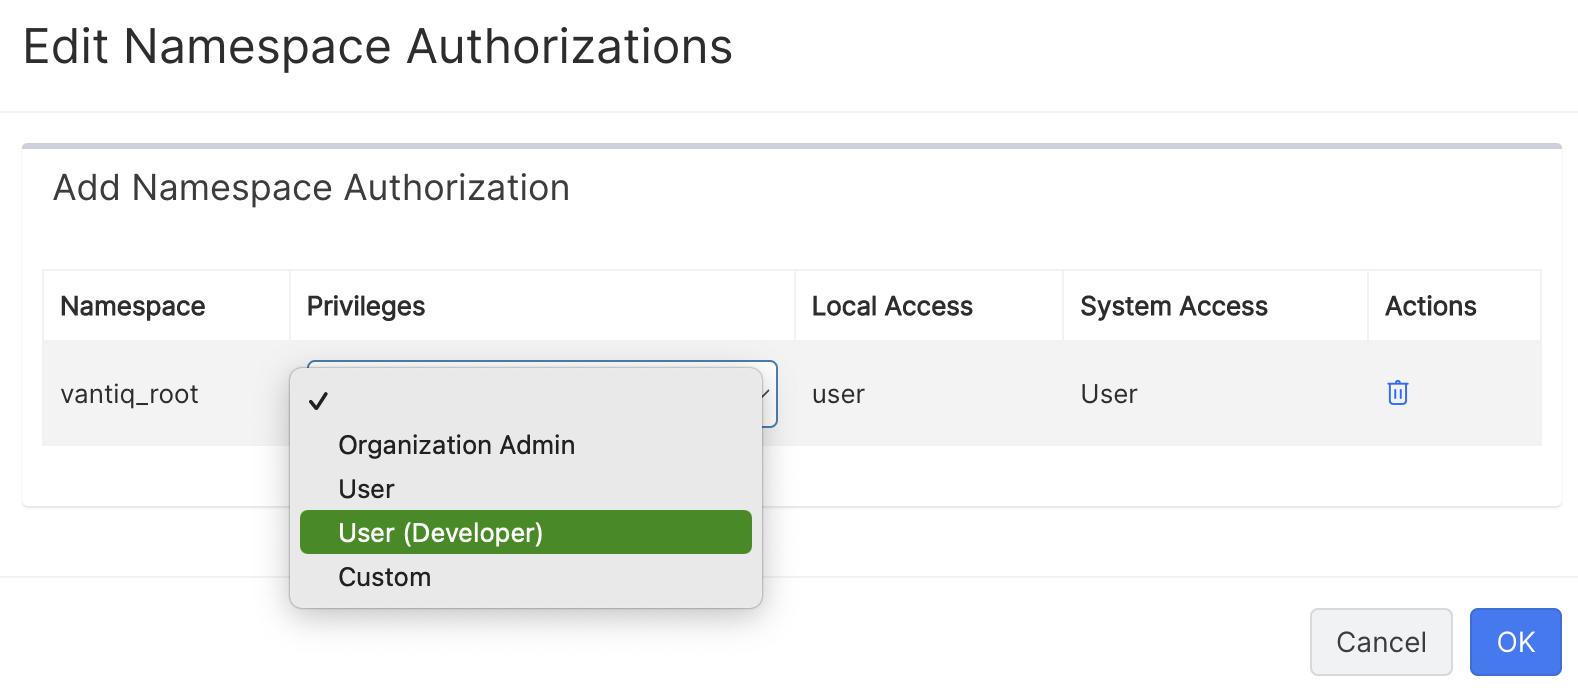 Edit Namespace Authorizations
Add Namespace Authorization
Namespace Privileges Local Access System Access Actions
vantiq_root user User
✓
Organization Admin
User
User (Developer)
Custom
Cancel OK